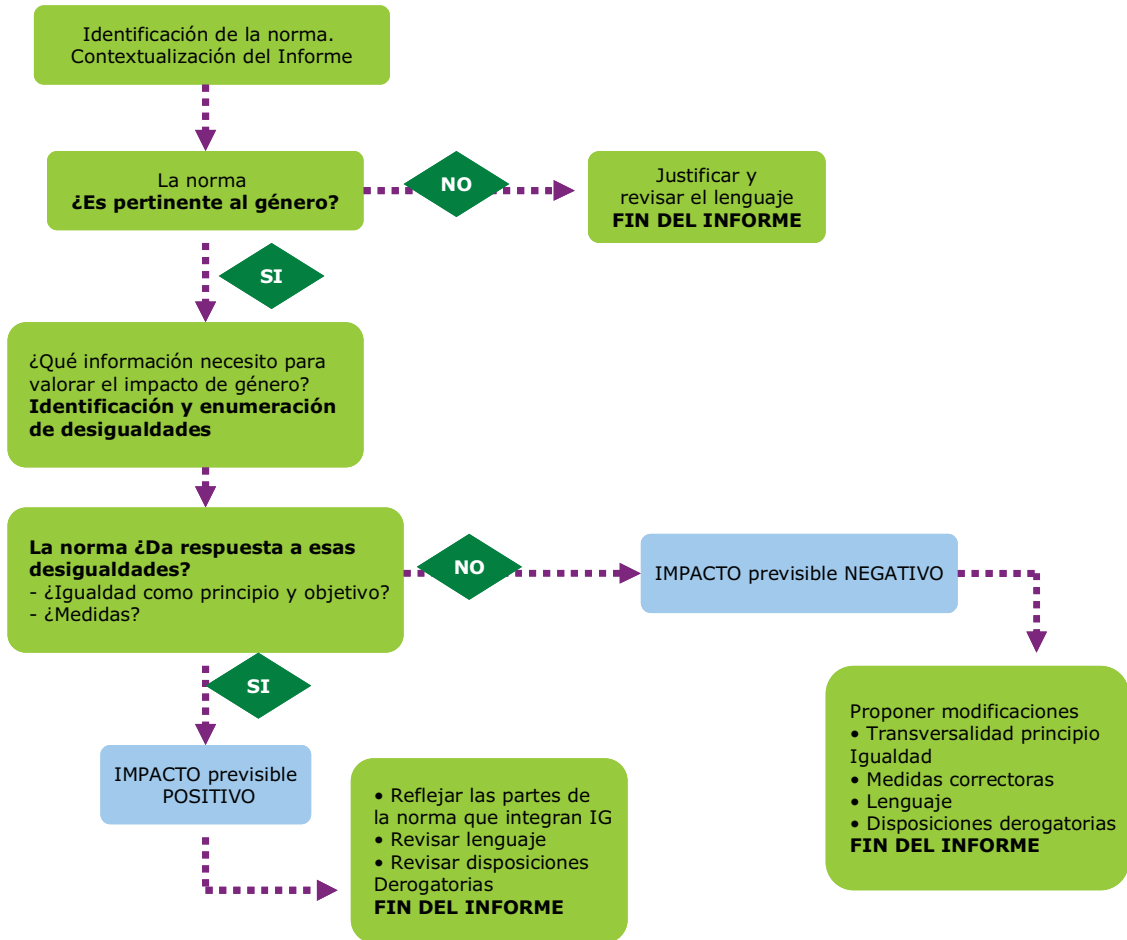 Identificación de la norma.
Contextualización del Informe
La norma
¿Es pertinente al género?
NO
Justificar y
revisar el lenguaje
FIN DEL INFORME
SI
¿Qué información necesito para
valorar el impacto de género?
Identificación y enumeración
de desigualdades
La norma ¿Da respuesta a esas
desigualdades?
- ¿Igualdad como principio y objetivo?
- ¿Medidas?
NO
IMPACTO previsible NEGATIVO
SI
IMPACTO previsible
POSITIVO
• Reflejar las partes de
la norma que integran IG
• Revisar lenguaje
• Revisar disposiciones
Derogatorias
FIN DEL INFORME
Proponer modificaciones
• Transversalidad principio
Igualdad
• Medidas correctoras
• Lenguaje
• Disposiciones derogatorias
FIN DEL INFORME